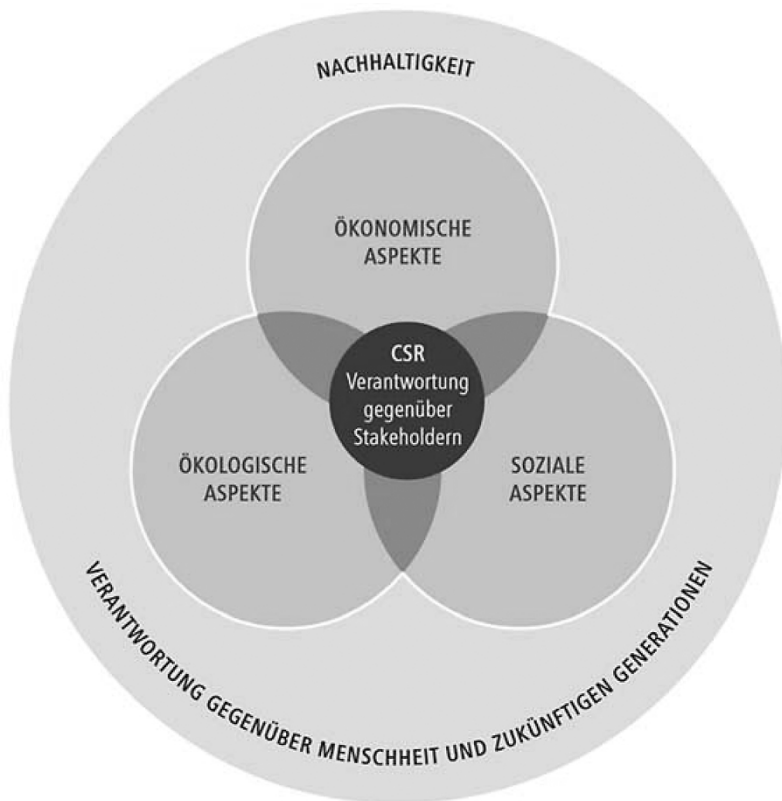 NACHHALTIGKEIT
ÖKONOMISCHE
ASPEKTE
CSR
Verantwortung
gegenüber
Stakeholdern
ÖKOLOGISCHE
ASPEKTE
SOZIALE
ASPEKTE
VERANTWORTUNG GEGENÜBER MENSCHHEIT UND ZUKÜNFTIGEN GENERATIONEN